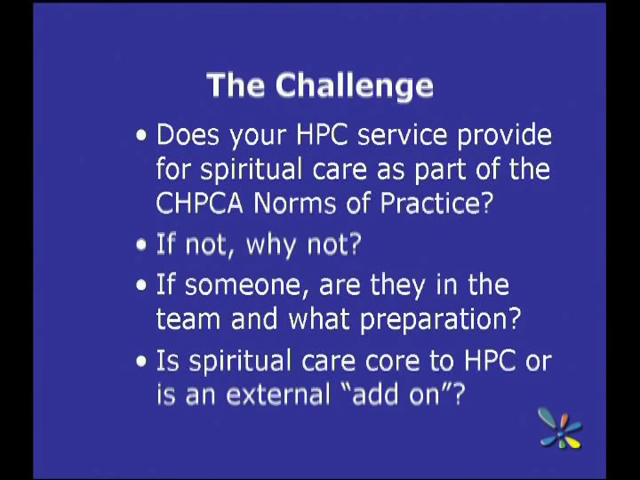 The Challenge
• Does your HPC service provide
for spiritual care as part of the
CHPCA Norms of Practice?
• If not, why not?
• If someone, are they in the
team and what preparation?
• Is spiritual care core to HPC or
is an external “add on”?